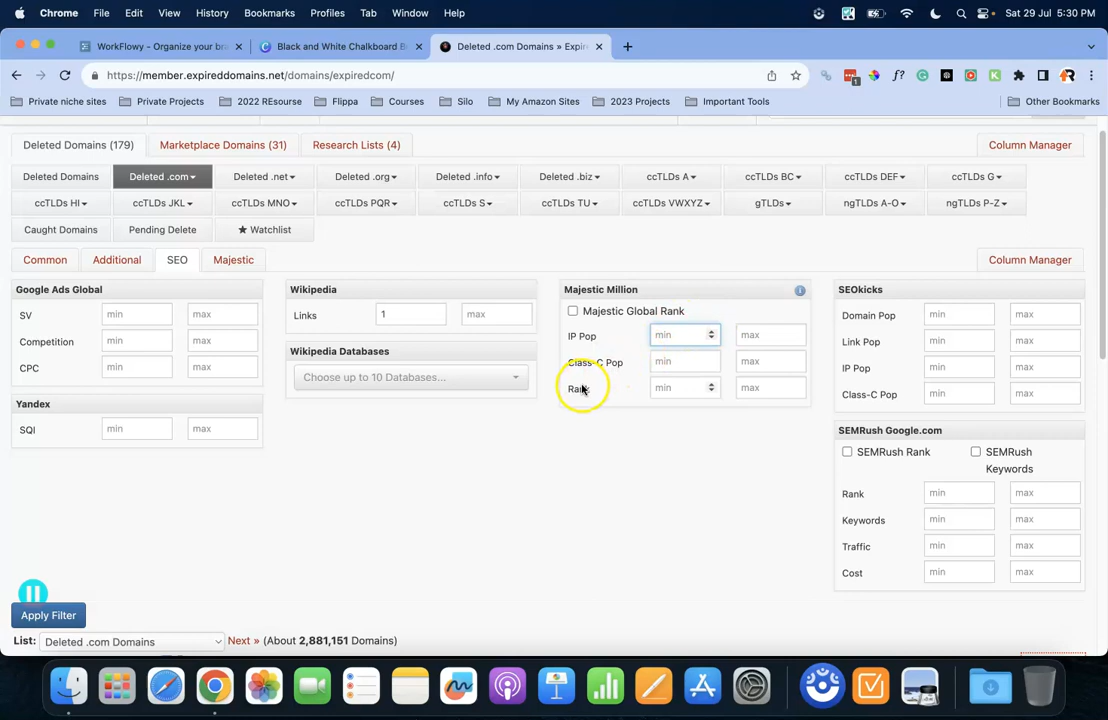 Chrome File Edit View History Bookmarks Profiles Tab Window Help Sat 29 Jul 5:30 PM
WorkFlowy - Organize your bra × Black and White Chalkboard B × Deleted .com Domains » Expire × +
https://member.expireddomains.net/domains/expiredcom/
Private niche sites Private Projects 2022 REsourse Flippa Courses Silo My Amazon Sites 2023 Projects Important Tools Other Bookmarks
Deleted Domains (179) Marketplace Domains (31) Research Lists (4) Column Manager
Deleted Domains Deleted .com Deleted .net Deleted .org Deleted .info Deleted .biz ccTLDs A ccTLDs BC ccTLDs DEF ccTLDs G
ccTLDs HI ccTLDs JKL ccTLDs MNO ccTLDs PQR ccTLDs S ccTLDs TU ccTLDs VWXYZ gTLDs ngTLDs A-O ngTLDs P-Z
Caught Domains Pending Delete ★ Watchlist
Common Additional SEO Majestic Column Manager
Google Ads Global Wikipedia Majestic Million SEOkicks
SV min max Links 1 max Majestic Global Rank Domain Pop min max
Competition min max IP Pop min max Link Pop min max
Wikipedia Databases
CPC min max Choose up to 10 Databases... Class-C Pop min max IP Pop min max
Yandex Rank min max Class-C Pop min max
SQI min max SEMRush Google.com
SEMRush Rank SEMRush Keywords
Rank min max
Keywords min max
Traffic min max
Cost min max
Apply Filter
List: Deleted .com Domains Next » (About 2,881,151 Domains)